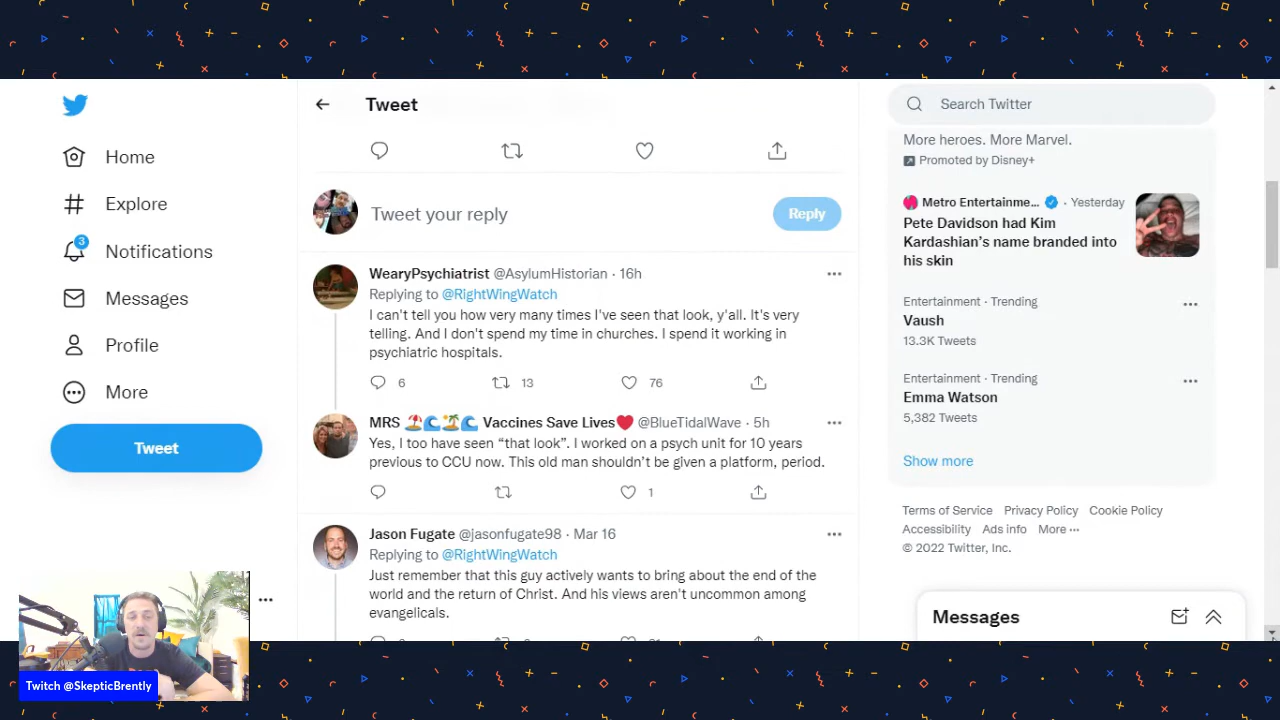 Home
Explore
3
Notifications
Messages
Profile
More
Tweet
Tweet
Tweet your reply
Reply
WearyPsychiatrist @AsylumHistorian · 16h
Replying to @RightWingWatch
I can't tell you how very many times I've seen that look, y'all. It's very
telling. And I don't spend my time in churches. I spend it working in
psychiatric hospitals.
6 13 76
MRS 🏖️🌊🏝️🌊 Vaccines Save Lives❤️ @BlueTidalWave · 5h
Yes, I too have seen “that look”. I worked on a psych unit for 10 years
previous to CCU now. This old man shouldn't be given a platform, period.
1
Jason Fugate @jasonfugate98 · Mar 16
Replying to @RightWingWatch
Just remember that this guy actively wants to bring about the end of the
world and the return of Christ. And his views aren't uncommon among
evangelicals.
Search Twitter
More heroes. More Marvel.
Promoted by Disney+
Metro Entertainme... · Yesterday
Pete Davidson had Kim
Kardashian’s name branded into
his skin
Entertainment · Trending
Vaush
13.3K Tweets
Entertainment · Trending
Emma Watson
5,382 Tweets
Show more
Terms of Service Privacy Policy Cookie Policy
Accessibility Ads info More ···
© 2022 Twitter, Inc.
Messages
Twitch @SkepticBrently